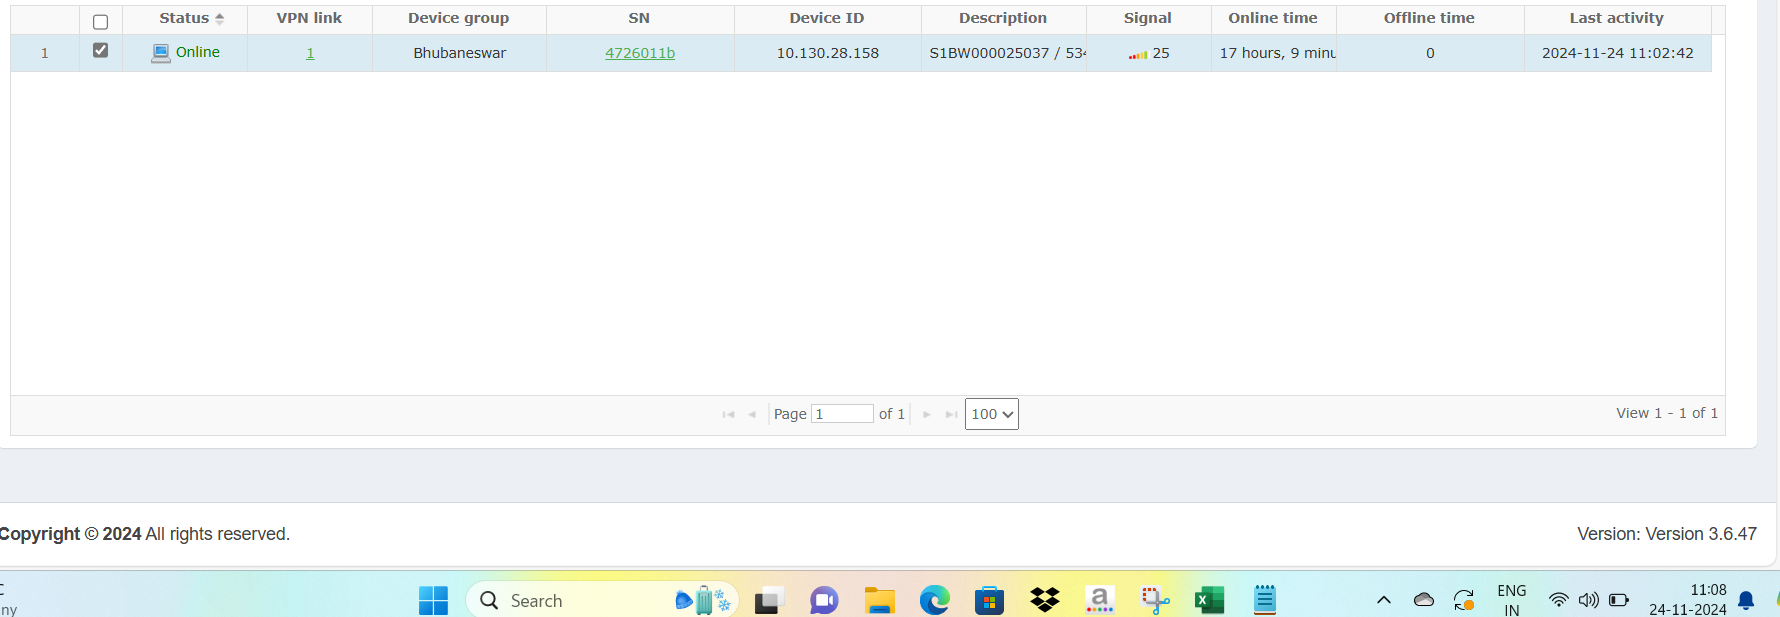 Status VPN link Device group SN Device ID Description Signal Online time Offline time Last activity
1 Online 1 Bhubaneswar 4726011b 10.130.28.158 S1BW000025037 / 534 25 17 hours, 9 minu 0 2024-11-24 11:02:42
Page 1 of 1 100 View 1 - 1 of 1
Copyright © 2024 All rights reserved. Version: Version 3.6.47
C
ny
Search
a
X
ENG
IN
11:08
24-11-2024